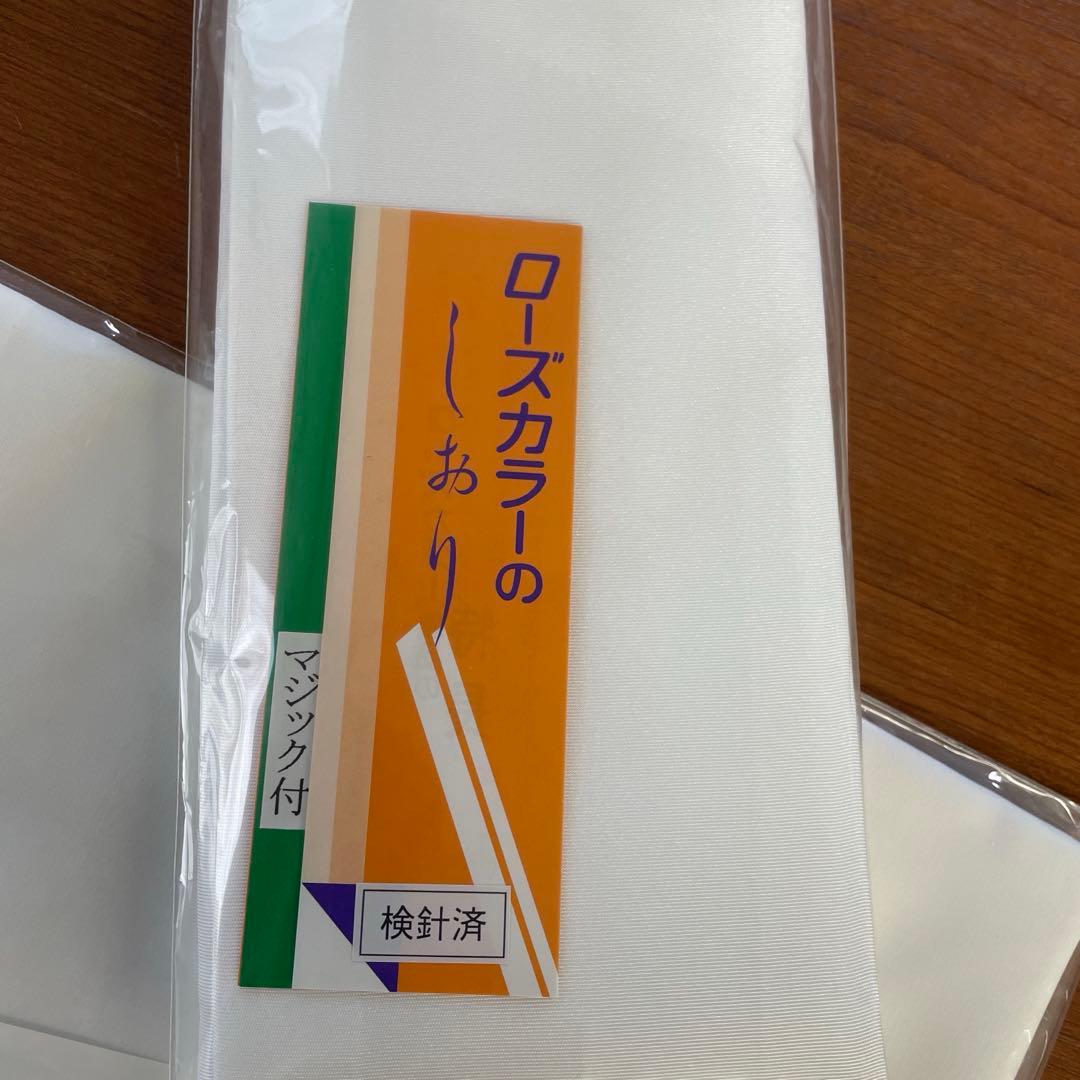 ローズカラーの
しおり
マジック付
検針済